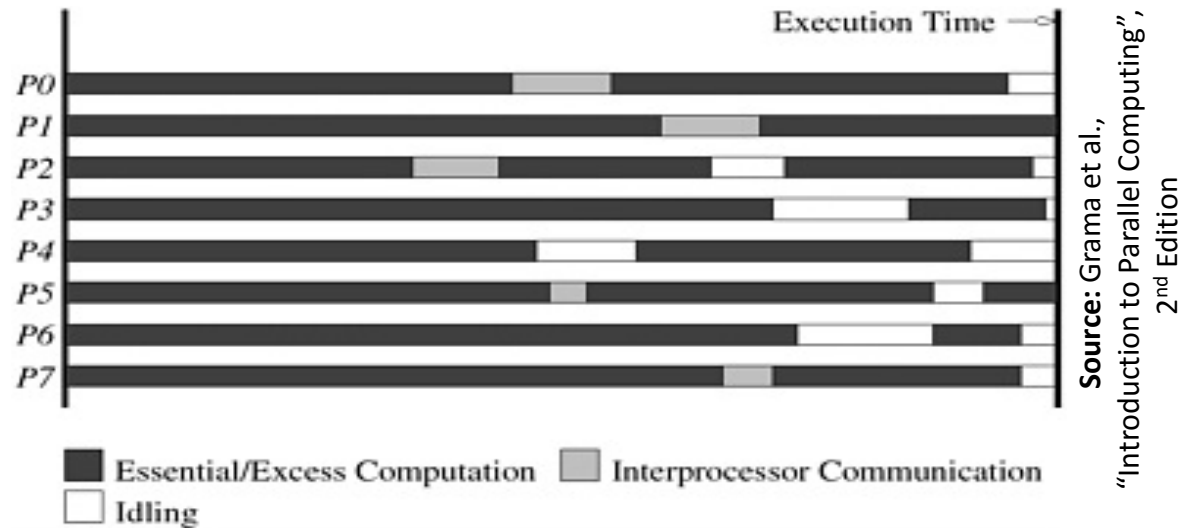 Execution Time
P0
P1
P2
P3
P4
P5
P6
P7
Essential/Excess Computation
Interprocessor Communication
Idling
Source: Grama et al.,
“Introduction to Parallel Computing”,
2nd Edition